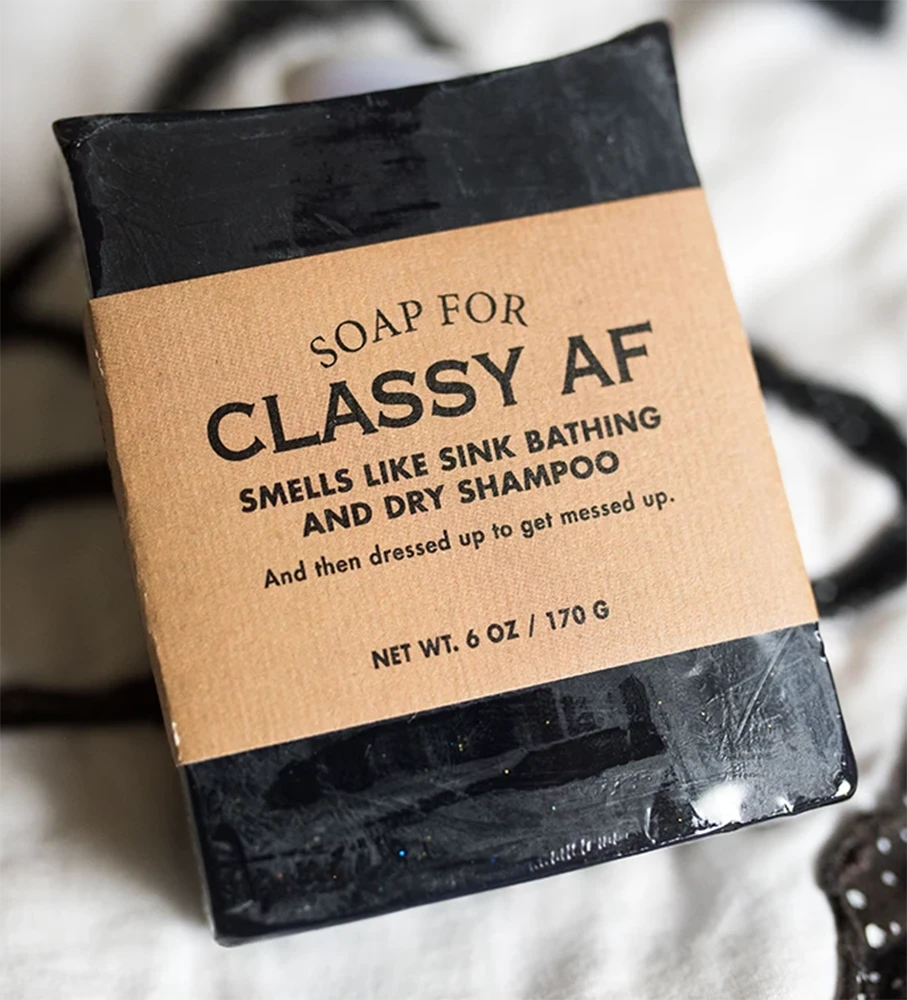 SOAP FOR
CLASSY AF
SMELLS LIKE SINK BATHING
AND DRY SHAMPOO
And then dressed up to get messed up.
NET WT. 6 OZ / 170 G